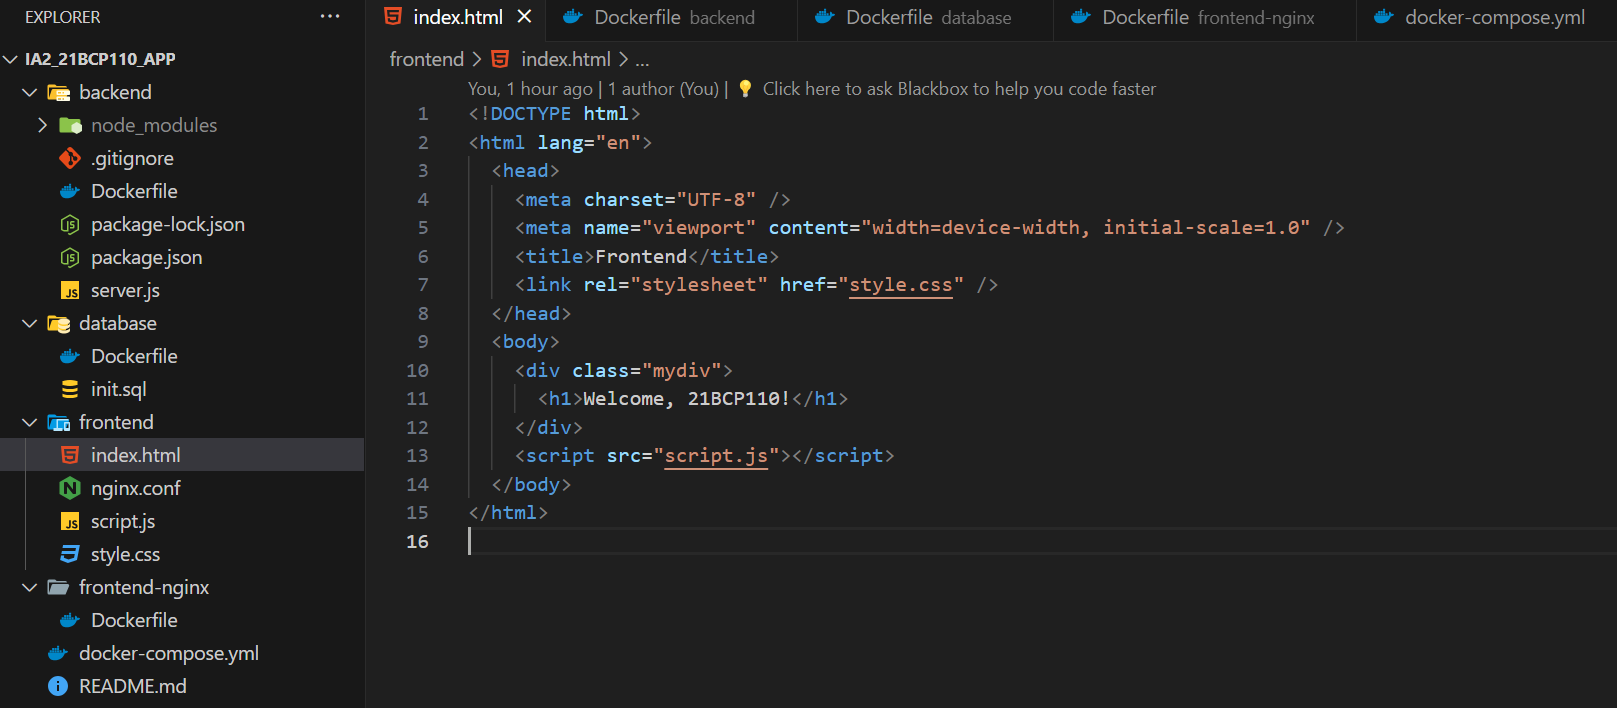 EXPLORER ···
IA2_21BCP110_APP
backend
node_modules
.gitignore
Dockerfile
package-lock.json
package.json
JS server.js
database
Dockerfile
init.sql
frontend
index.html
nginx.conf
JS script.js
style.css
frontend-nginx
Dockerfile
docker-compose.yml
README.md
index.html Dockerfile backend Dockerfile database Dockerfile frontend-nginx docker-compose.yml
frontend > index.html > ...
You, 1 hour ago | 1 author (You) | Click here to ask Blackbox to help you code faster
1 <!DOCTYPE html>
2 <html lang="en">
3 <head>
4 <meta charset="UTF-8" />
5 <meta name="viewport" content="width=device-width, initial-scale=1.0" />
6 <title>Frontend</title>
7 <link rel="stylesheet" href="style.css" />
8 </head>
9 <body>
10 <div class="mydiv">
11 <h1>Welcome, 21BCP110!</h1>
12 </div>
13 <script src="script.js"></script>
14 </body>
15 </html>
16